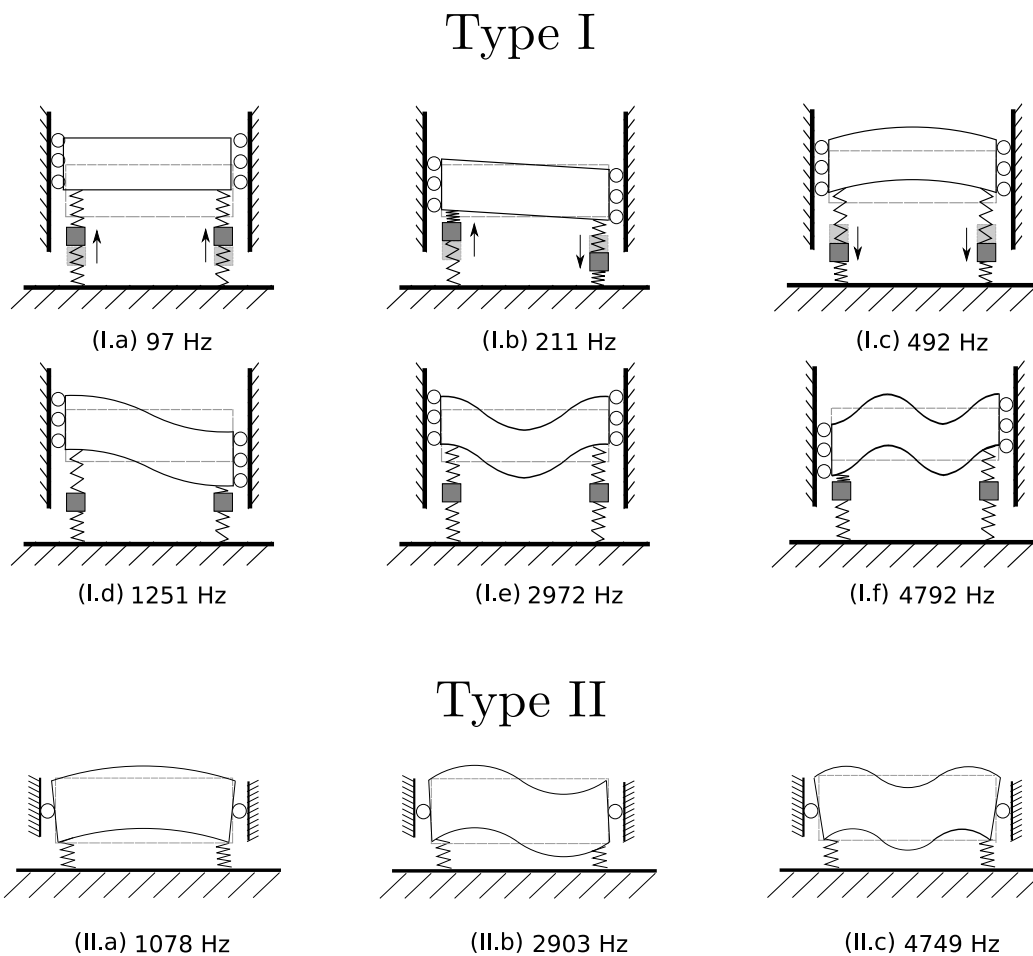 Type I
(I.a) 97 Hz
(I.b) 211 Hz
(I.c) 492 Hz
(I.d) 1251 Hz
(I.e) 2972 Hz
(I.f) 4792 Hz
Type II
(II.a) 1078 Hz
(II.b) 2903 Hz
(II.c) 4749 Hz